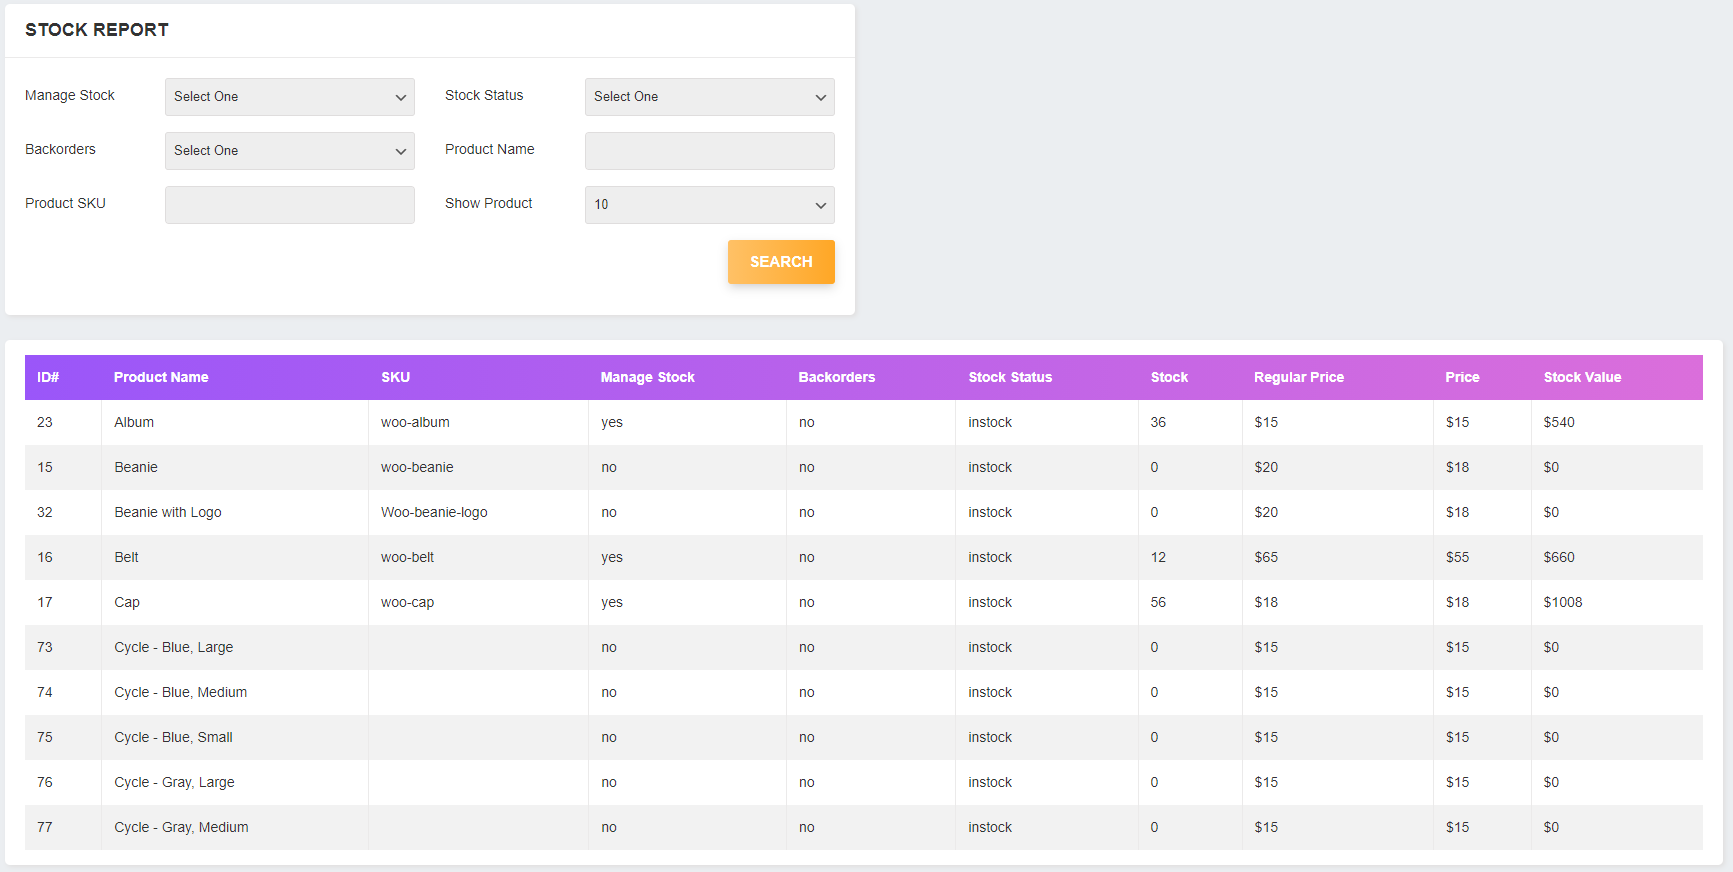 STOCK REPORT
Manage Stock Select One Stock Status Select One
Backorders Select One Product Name
Product SKU Show Product 10
SEARCH
ID# Product Name SKU Manage Stock Backorders Stock Status Stock Regular Price Price Stock Value
23 Album woo-album yes no instock 36 $15 $15 $540
15 Beanie woo-beanie no no instock 0 $20 $18 $0
32 Beanie with Logo Woo-beanie-logo no no instock 0 $20 $18 $0
16 Belt woo-belt yes no instock 12 $65 $55 $660
17 Cap woo-cap yes no instock 56 $18 $18 $1008
73 Cycle - Blue, Large no no instock 0 $15 $15 $0
74 Cycle - Blue, Medium no no instock 0 $15 $15 $0
75 Cycle - Blue, Small no no instock 0 $15 $15 $0
76 Cycle - Gray, Large no no instock 0 $15 $15 $0
77 Cycle - Gray, Medium no no instock 0 $15 $15 $0